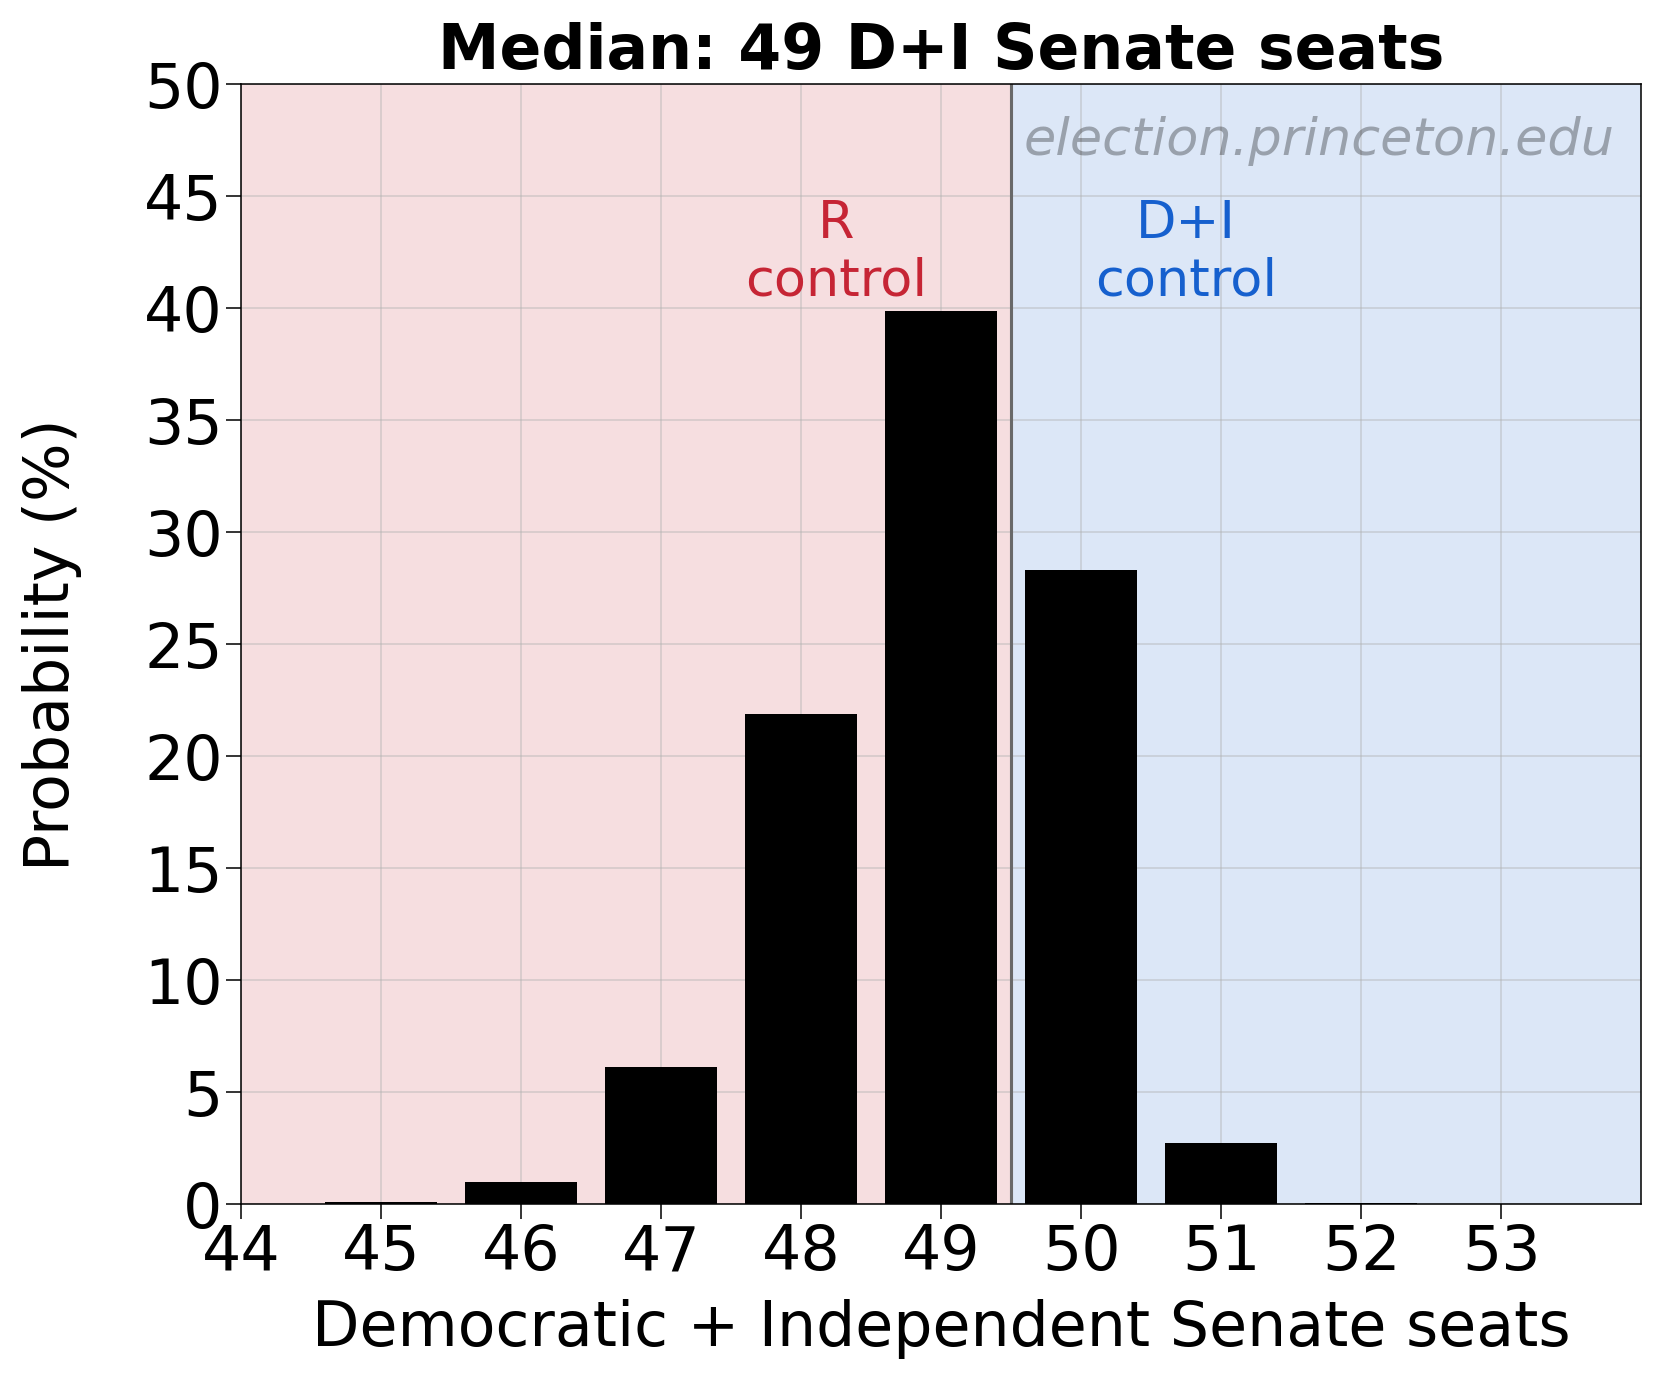 Median: 49 D+I Senate seats
election.princeton.edu
R
control
D+I
control
Probability (%)
50
45
40
35
30
25
20
15
10
5
0
44 45 46 47 48 49 50 51 52 53
Democratic + Independent Senate seats